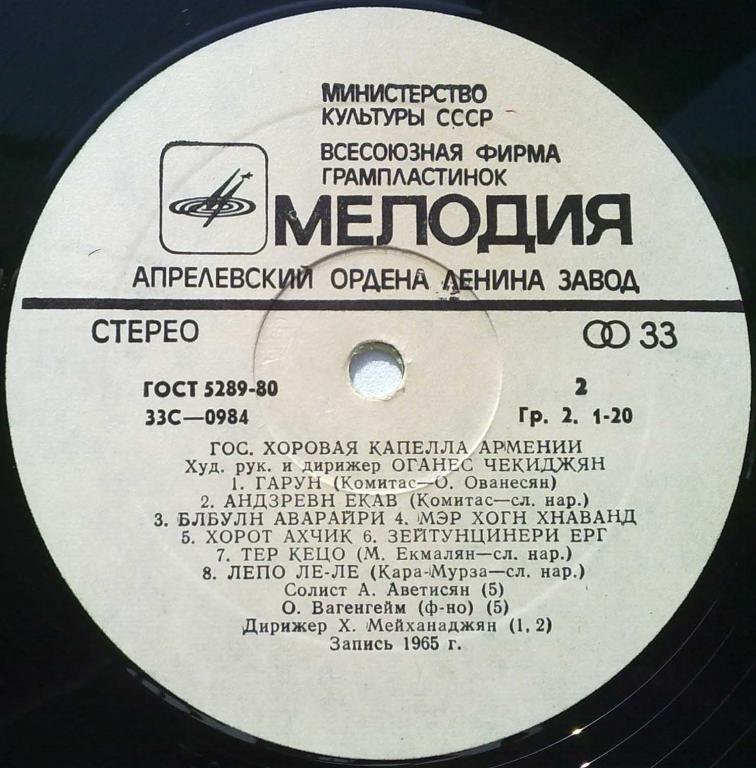 МИНИСТЕРСТВО
КУЛЬТУРЫ СССР
ВСЕСОЮЗНАЯ ФИРМА
ГРАМПЛАСТИНОК
МЕЛОДИЯ
АПРЕЛЕВСКИЙ ОРДЕНА ЛЕНИНА ЗАВОД
СТЕРЕО 33
ГОСТ 5289-80 2
33С—0984 Гр. 2. 1-20
ГОС. ХОРОВАЯ КАПЕЛЛА АРМЕНИИ
Худ. рук. и дирижер ОГАНЕС ЧЕКИДЖЯН
1. ГАРУН (Комитас—О. Ованесян)
2. АНДЗРЕВН ЕКАВ (Комитас—сл. нар.)
3. БЛБУЛН АВАРАЙРИ 4. МЭР ХОГН ХНАВАНД
5. ХОРОТ АХЧИК 6. ЗЕЙТУНЦИНЕРИ ЕРГ
7. ТЕР КЕЦО (М. Екмалян—сл. нар.)
8. ЛЕПО ЛЕ-ЛЕ (Кара-Мурза—сл. нар.)
Солист А. Аветисян (5)
О. Вагенгейм (ф-но) (5)
Дирижер Х. Мейханаджян (1, 2)
Запись 1965 г.